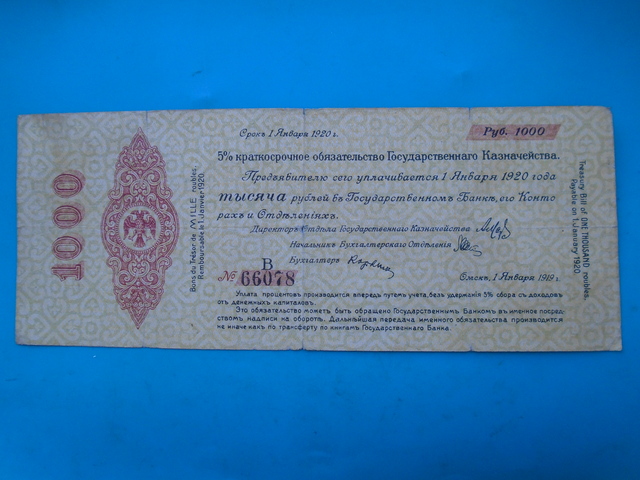 1000
Bons du Trésor de MILLE roubles,
Remboursable le 1 Janvier 1920.
Срокъ 1 Января 1920 г.
Руб. 1000
5% краткосрочное обязательство Государственнаго Казначейства.
Предъявителю сего уплачивается 1 Января 1920 года
тысяча рублей въ Государственномъ Банкѣ, его Конто
рахъ и Отдѣленіяхъ.
Директоръ Отдѣла Государственнаго Казначейства
Начальникъ Бухгалтерскаго Отдѣленія
Бухгалтеръ
В
№ 66078
Омскъ, 1 Января 1919 г.
Уплата процентовъ производится впередъ путемъ учета, безъ удержанія 5% сбора съ доходовъ
отъ денежныхъ капиталовъ.
Это обязательство можетъ быть обращено Государственнымъ Банкомъ въ именное посред-
ствомъ надписи на оборотѣ. Дальнѣйшая передача именного обязательства производится
не иначе какъ по трансферту по книгамъ Государственнаго Банка.
Treasury Bill of ONE THOUSAND roubles.
Payable on 1 January 1920.